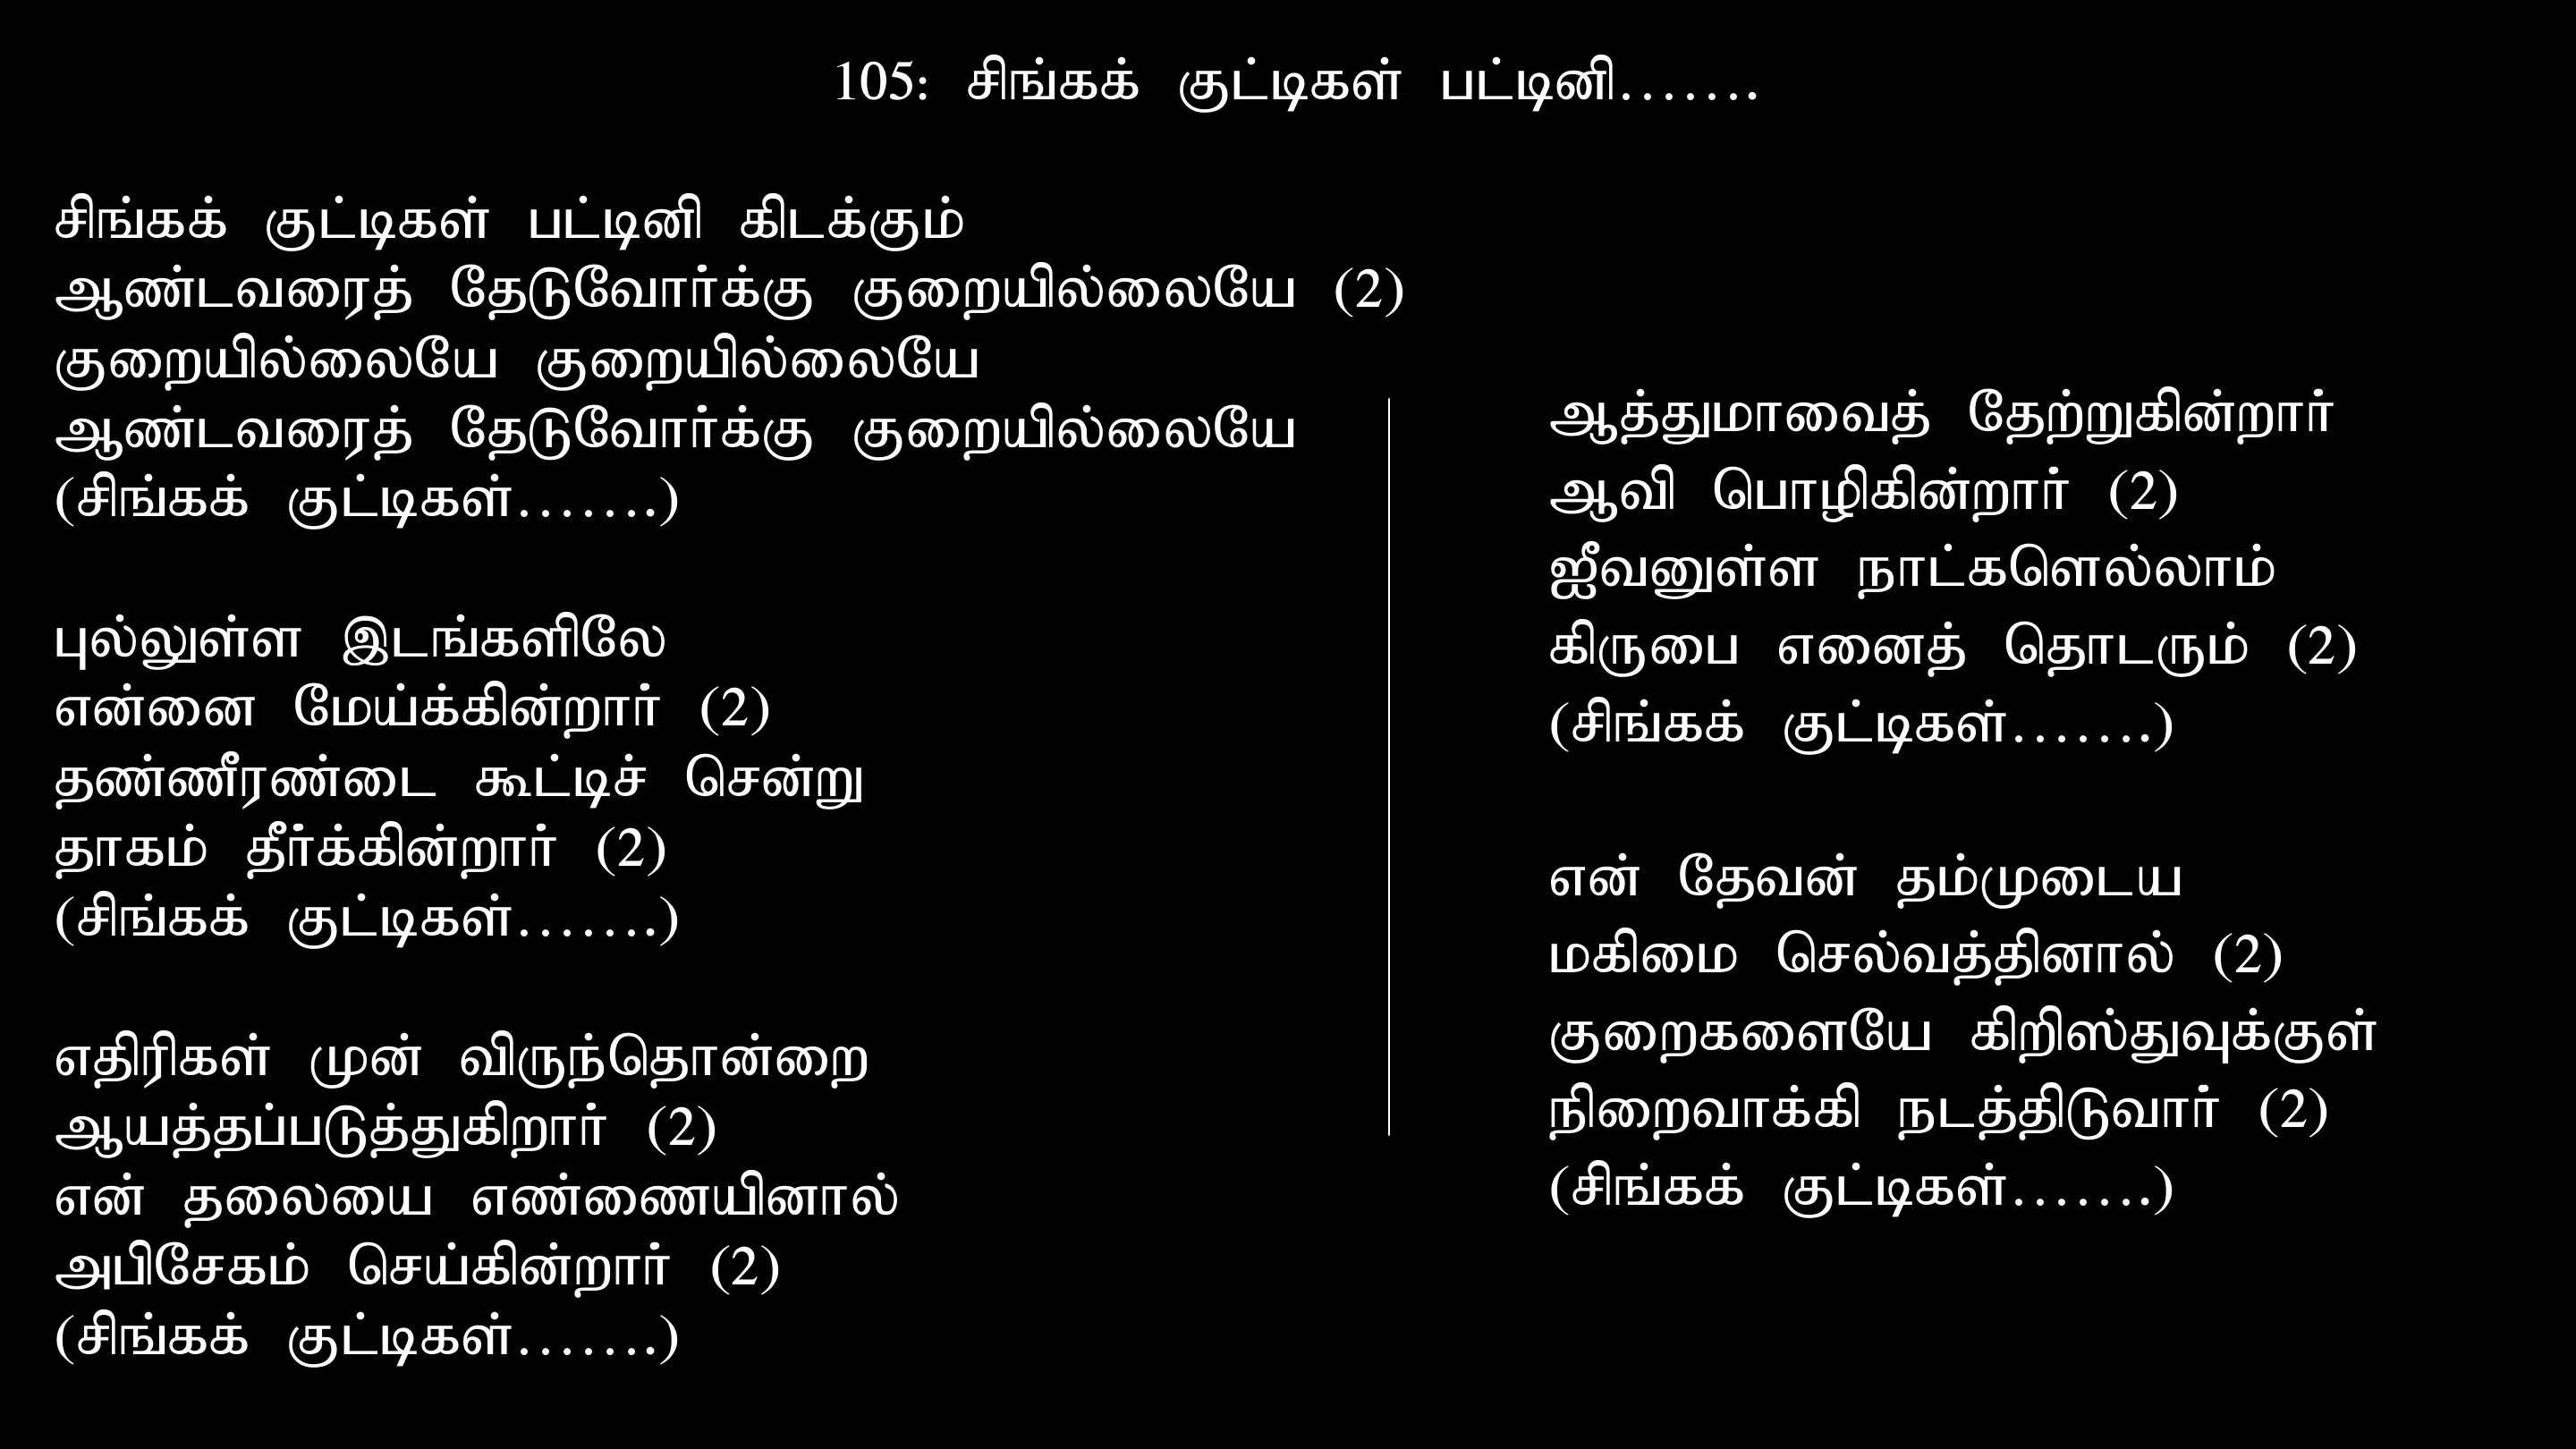 105: சிங்கக் குட்டிகள் பட்டினி.......
சிங்கக் குட்டிகள் பட்டினி கிடக்கும்
ஆண்டவரைத் தேடுவோர்க்கு குறையில்லையே (2)
குறையில்லையே குறையில்லையே
ஆண்டவரைத் தேடுவோர்க்கு குறையில்லையே
(சிங்கக் குட்டிகள்.......)
புல்லுள்ள இடங்களிலே
என்னை மேய்க்கின்றார் (2)
தண்ணீரண்டை கூட்டிச் சென்று
தாகம் தீர்க்கின்றார் (2)
(சிங்கக் குட்டிகள்.......)
எதிரிகள் முன் விருந்தொன்றை
ஆயத்தப்படுத்துகிறார் (2)
என் தலையை எண்ணையினால்
அபிசேகம் செய்கின்றார் (2)
(சிங்கக் குட்டிகள்.......)
ஆத்துமாவைத் தேற்றுகின்றார்
ஆவி பொழிகின்றார் (2)
ஜீவனுள்ள நாட்களெல்லாம்
கிருபை எனைத் தொடரும் (2)
(சிங்கக் குட்டிகள்.......)
என் தேவன் தம்முடைய
மகிமை செல்வத்தினால் (2)
குறைகளையே கிறிஸ்துவுக்குள்
நிறைவாக்கி நடத்திடுவார் (2)
(சிங்கக் குட்டிகள்.......)